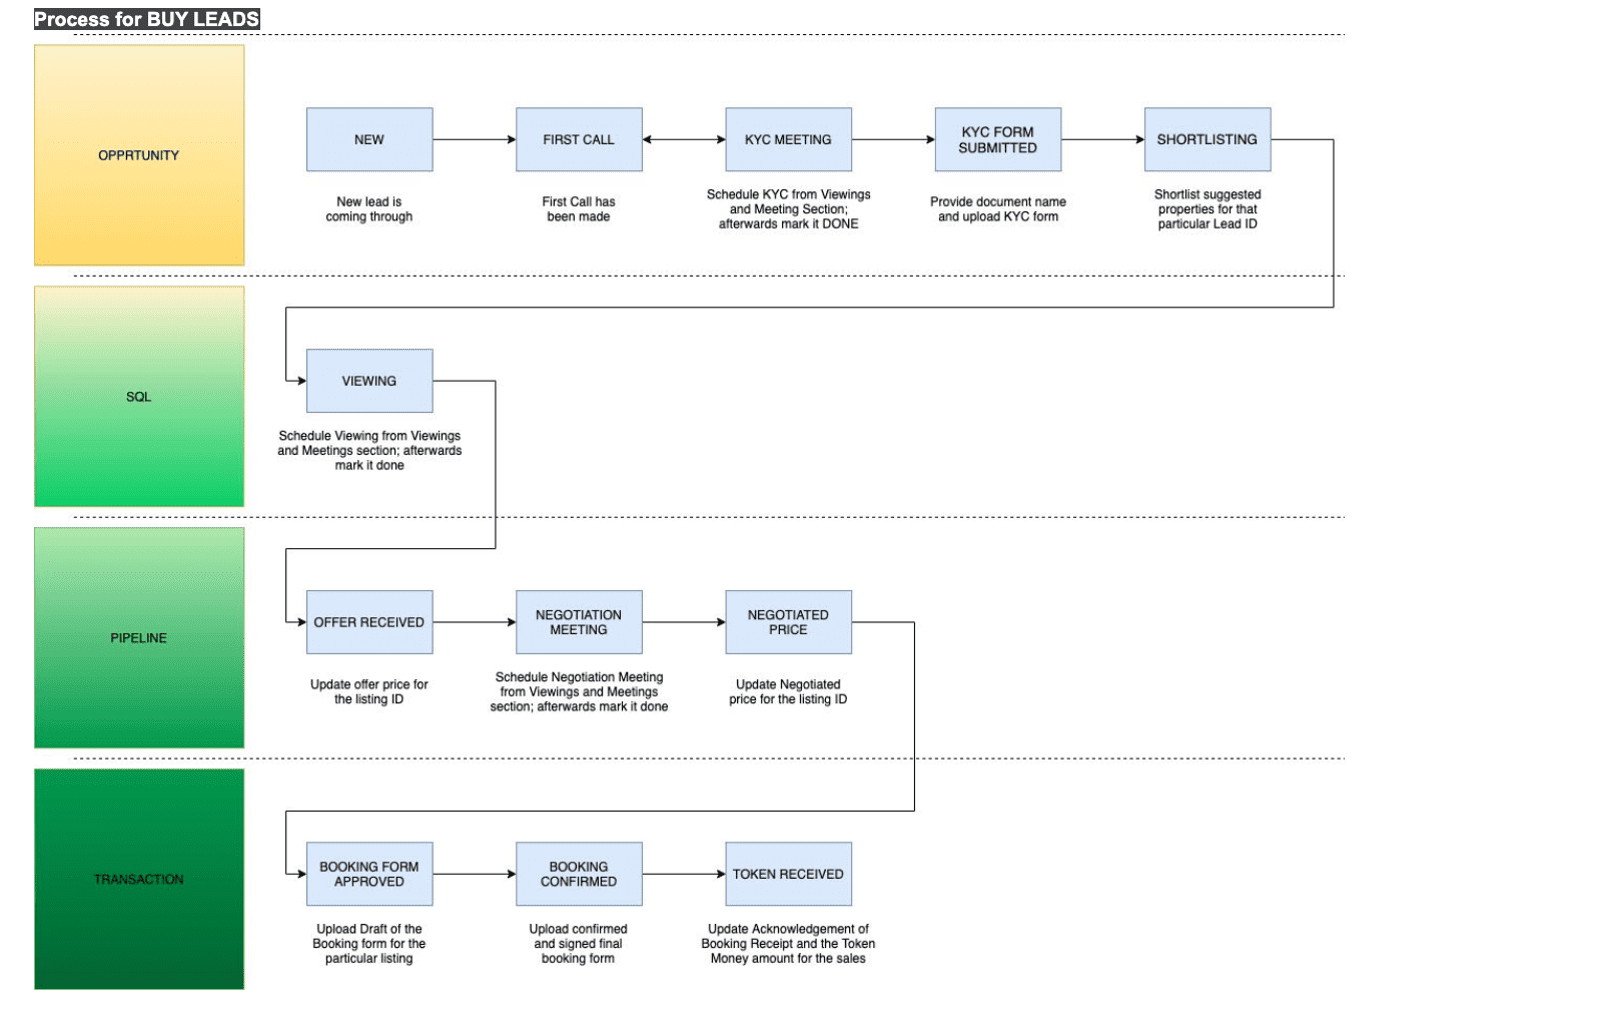 Process for BUY LEADS
OPPRTUNITY
NEW
FIRST CALL
KYC MEETING
KYC FORM
SUBMITTED
SHORTLISTING
New lead is
coming through
First Call has
been made
Schedule KYC from Viewings
and Meeting Section;
afterwards mark it DONE
Provide document name
and upload KYC form
Shortlist suggested
properties for that
particular Lead ID
SQL
VIEWING
Schedule Viewing from Viewings
and Meetings section; afterwards
mark it done
PIPELINE
OFFER RECEIVED
NEGOTIATION
MEETING
NEGOTIATED
PRICE
Update offer price for
the listing ID
Schedule Negotiation Meeting
from Viewings and Meetings
section; afterwards mark it done
Update Negotiated
price for the listing ID
TRANSACTION
BOOKING FORM
APPROVED
BOOKING
CONFIRMED
TOKEN RECEIVED
Upload Draft of the
Booking form for the
particular listing
Upload confirmed
and signed final
booking form
Update Acknowledgement of
Booking Receipt and the Token
Money amount for the sales